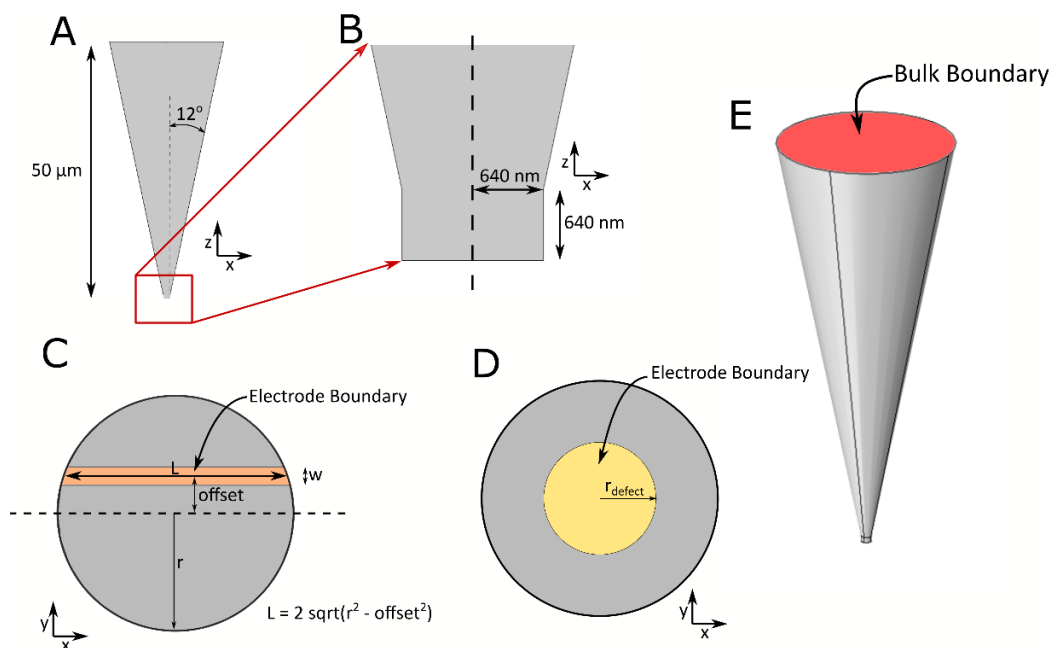 A
12°
50 µm
z
x
B
640 nm
z
x
640 nm
Bulk Boundary
E
C
Electrode Boundary
L
w
offset
r
L = 2 sqrt(r² - offset²)
y
x
D
Electrode Boundary
r_defect
y
x